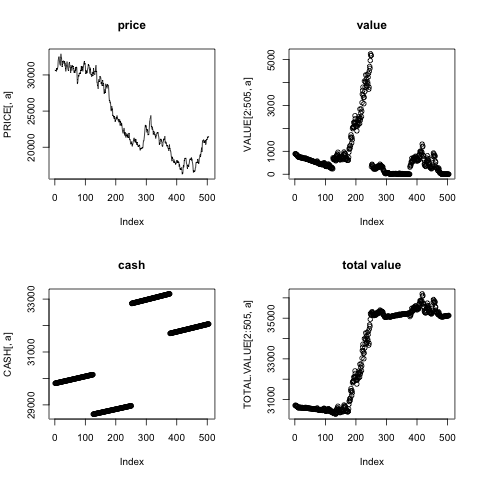 price
PRICE[, a]
20000 25000 30000
0 100 200 300 400 500
Index
value
VALUE[2:505, a]
0 1000 3000 5000
0 100 200 300 400 500
Index
cash
CASH[, a]
29000 31000 33000
0 100 200 300 400 500
Index
total value
TOTAL.VALUE[2:505, a]
31000 33000 35000
0 100 200 300 400 500
Index